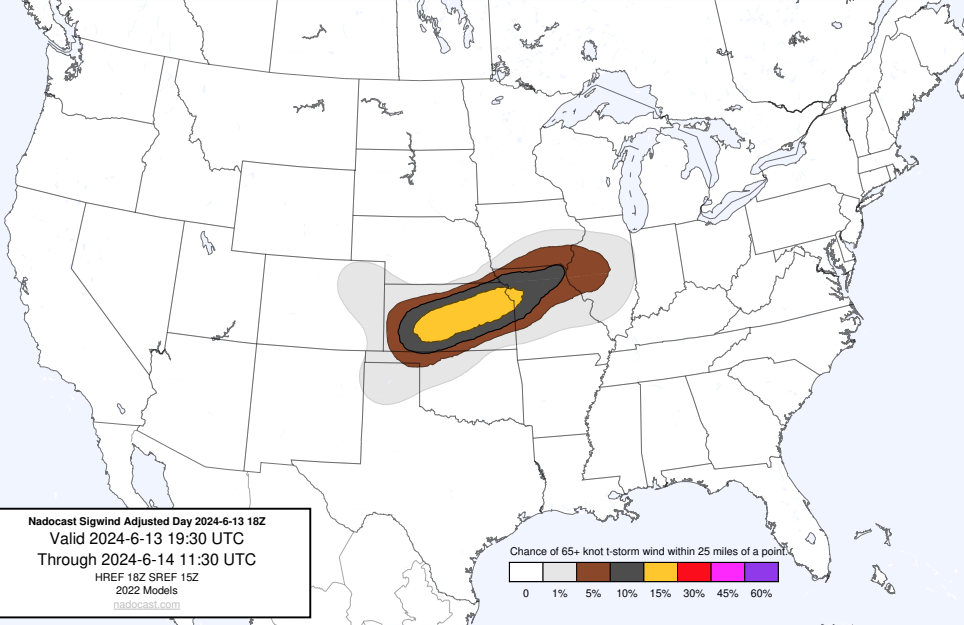 Nadocast Sigwind Adjusted Day 2024-6-13 18Z
Valid 2024-6-13 19:30 UTC
Through 2024-6-14 11:30 UTC
HREF 18Z SREF 15Z
2022 Models
nadocast.com
Chance of 65+ knot t-storm wind within 25 miles of a point.
0 1% 5% 10% 15% 30% 45% 60%